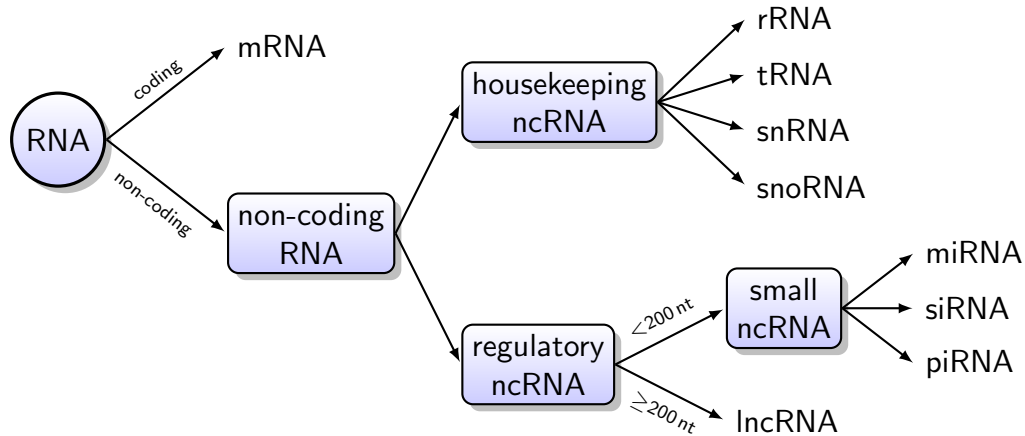 RNA
coding
mRNA
non-coding
non-coding
RNA
housekeeping
ncRNA
rRNA
tRNA
snRNA
snoRNA
regulatory
ncRNA
<200 nt
small
ncRNA
miRNA
siRNA
piRNA
≥200 nt
lncRNA